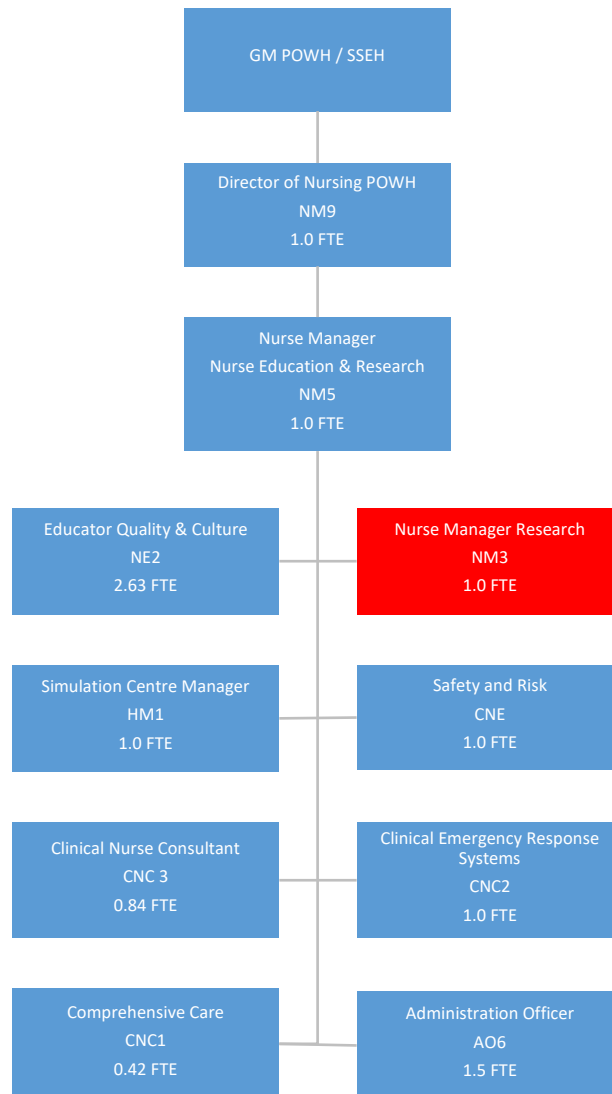 GM POWH / SSEH
Director of Nursing POWH
NM9
1.0 FTE
Nurse Manager
Nurse Education & Research
NM5
1.0 FTE
Educator Quality & Culture
NE2
2.63 FTE
Nurse Manager Research
NM3
1.0 FTE
Simulation Centre Manager
HM1
1.0 FTE
Safety and Risk
CNE
1.0 FTE
Clinical Nurse Consultant
CNC 3
0.84 FTE
Clinical Emergency Response
Systems
CNC2
1.0 FTE
Comprehensive Care
CNC1
0.42 FTE
Administration Officer
AO6
1.5 FTE